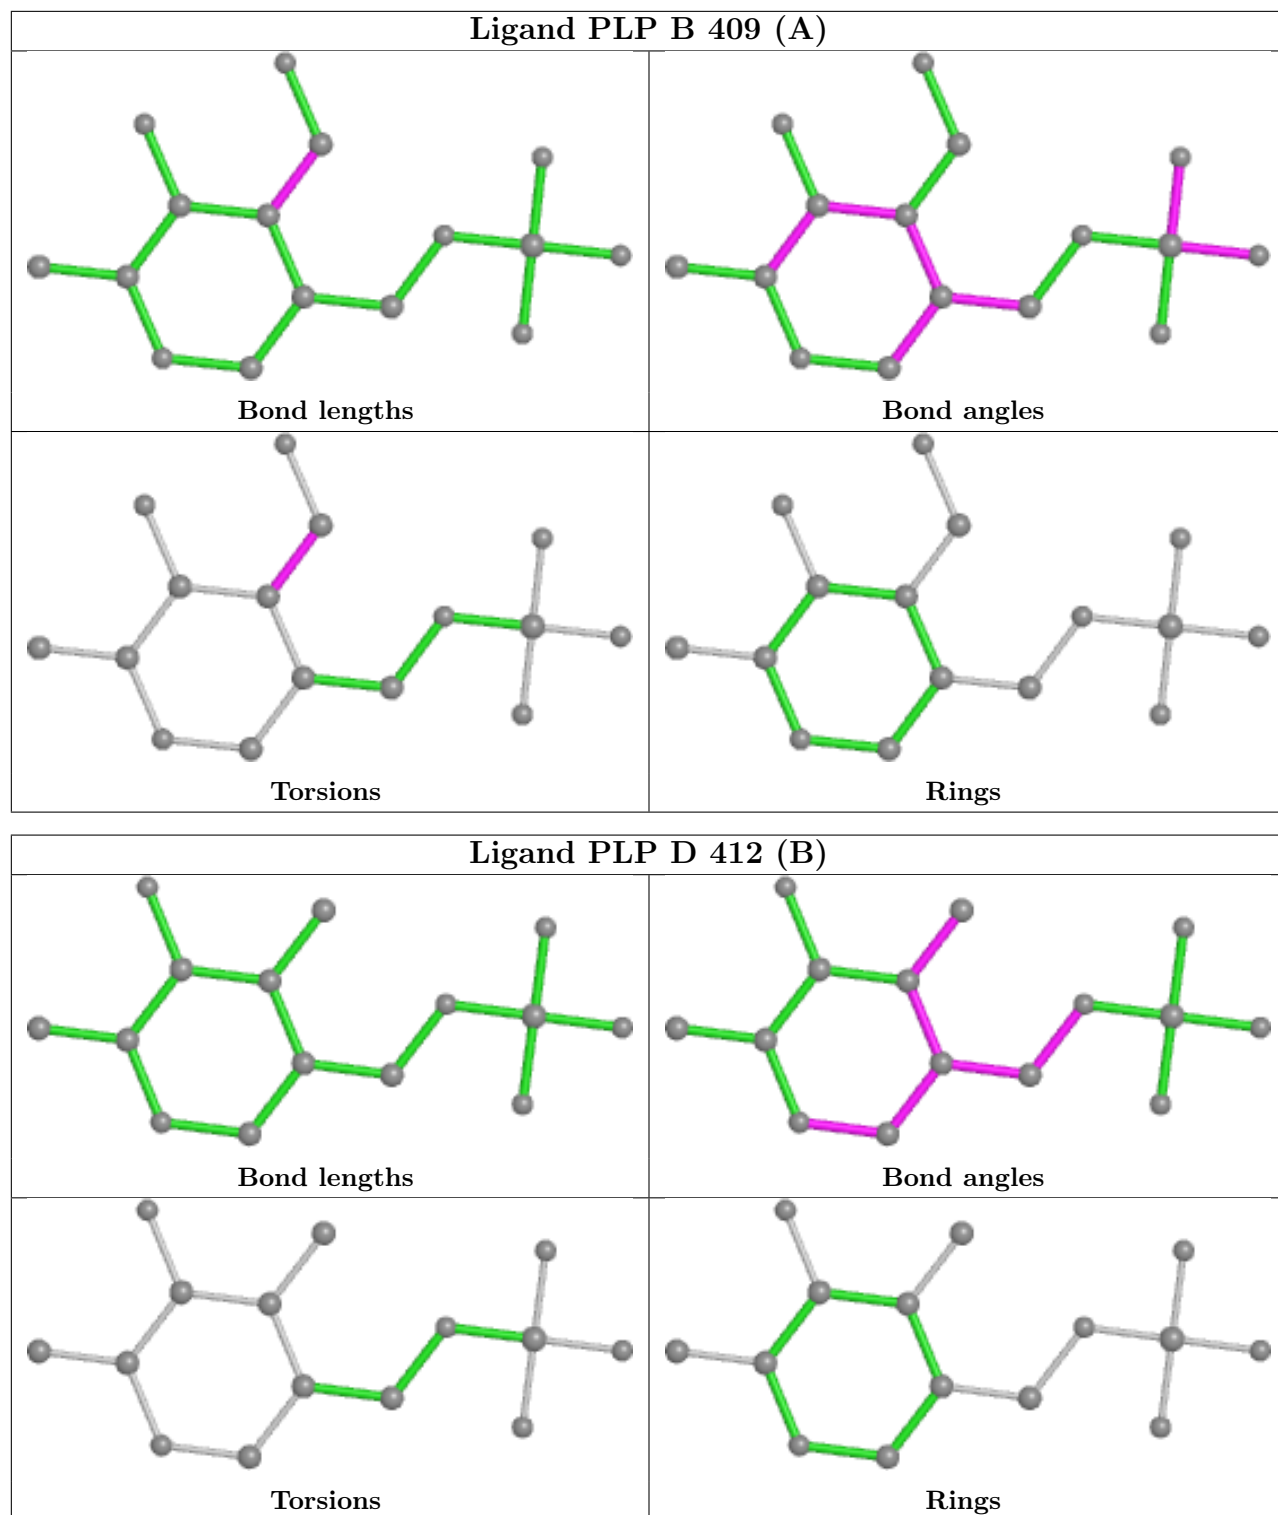 Ligand PLP B 409 (A)
Bond lengths
Bond angles
Torsions
Rings
Ligand PLP D 412 (B)
Bond lengths
Bond angles
Torsions
Rings